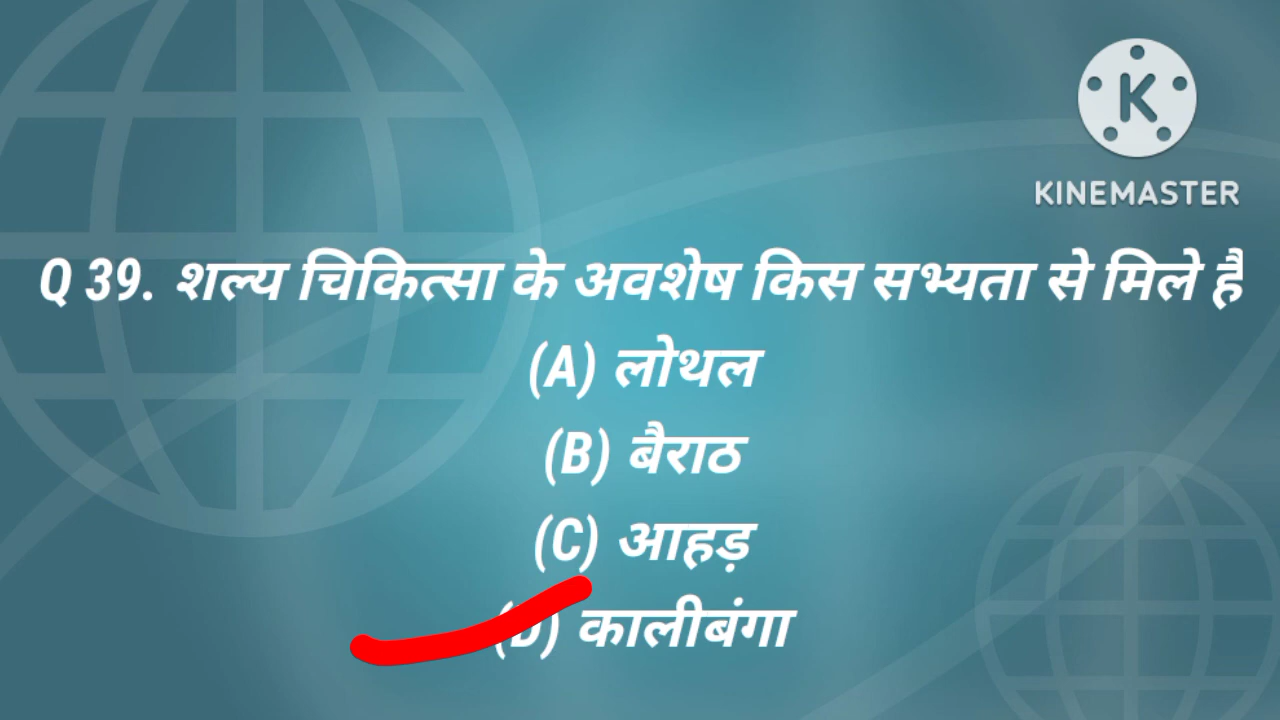 KINEMASTER
Q 39. शल्य चिकित्सा के अवशेष किस सभ्यता से मिले है
(A) लोथल
(B) बैराठ
(C) आहड़
(D) कालीबंगा